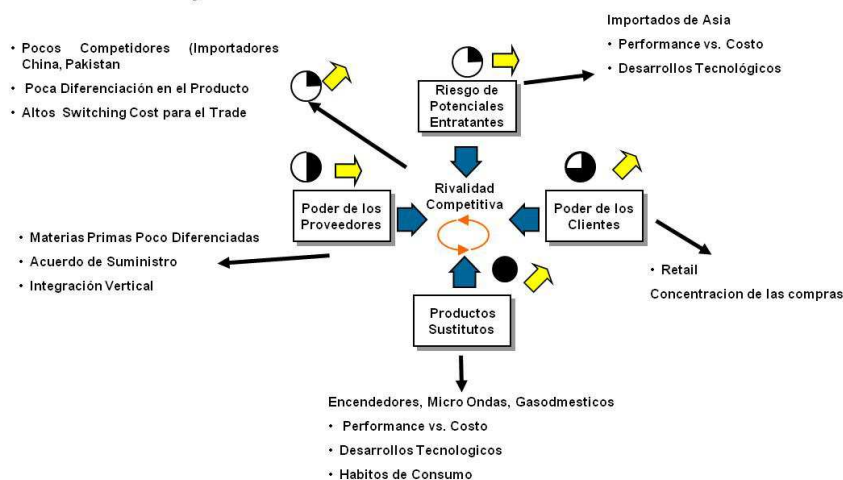 • Pocos Competidores (Importadores
China, Pakistan
• Poca Diferenciación en el Producto
• Altos Switching Cost para el Trade
Importados de Asia
• Performance vs. Costo
• Desarrollos Tecnológicos
Riesgo de
Potenciales
Entratantes
Rivalidad
Competitiva
Poder de los
Proveedores
Poder de los
Clientes
• Materias Primas Poco Diferenciadas
• Acuerdo de Suministro
• Integración Vertical
• Retail
Concentracion de las compras
Productos
Sustitutos
Encendedores, Micro Ondas, Gasodmesticos
• Performance vs. Costo
• Desarrollos Tecnologicos
• Habitos de Consumo